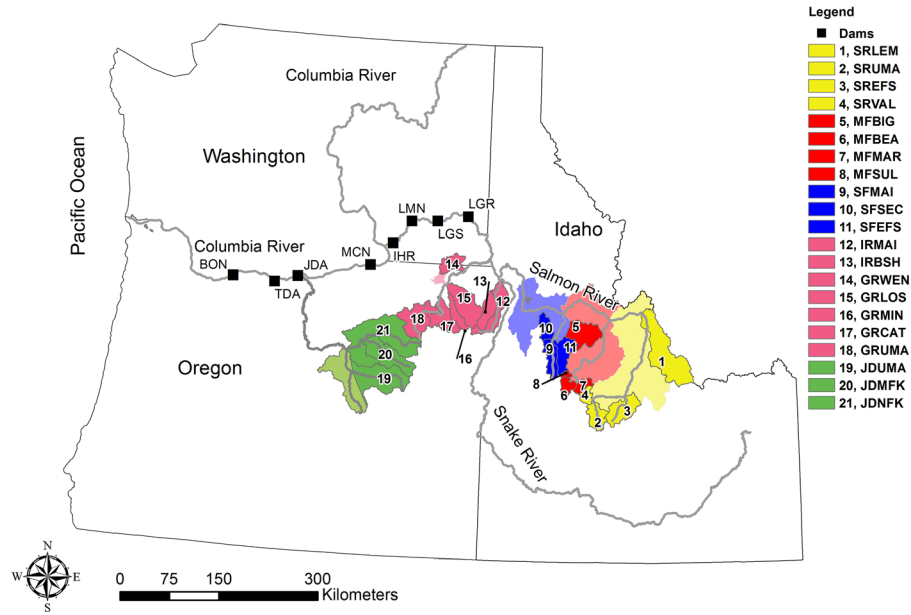 Legend
Dams
1, SRLEM
2, SRUMA
3, SREFS
4, SRVAL
5, MFBIG
6, MFBEA
7, MFMAR
8, MFSUL
9, SFMAI
10, SFSEC
11, SFEFS
12, IRMAI
13, IRBSH
14, GRWEN
15, GRLOS
16, GRMIN
17, GRCAT
18, GRUMA
19, JDUMA
20, JDMFK
21, JDNFK
Columbia River
Washington
Pacific Ocean
LMN
LGR
LGS
Idaho
Columbia River
MCN
IHR
BON
JDA
TDA
Salmon River
14
13
15
12
18
17
16
21
20
19
Oregon
5
10
11
9
1
8
7
6
4
3
2
Snake River
N
W
E
S
0
75
150
300
Kilometers